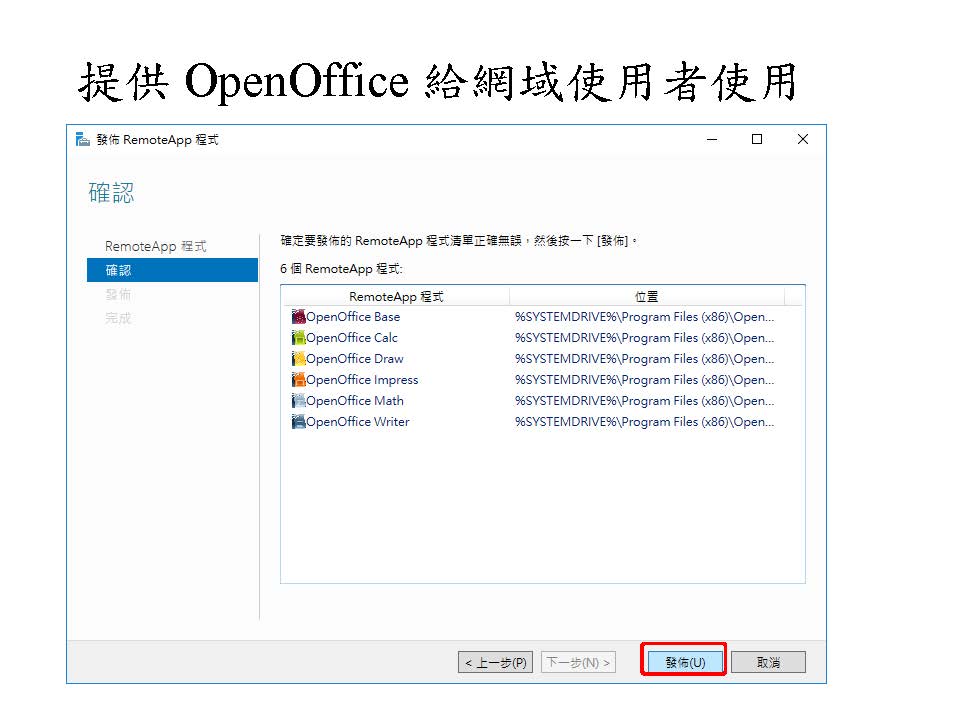 提供 OpenOffice 給網域使用者使用
發佈 RemoteApp 程式
確認
RemoteApp 程式
確認
發佈
完成
確定要發佈的 RemoteApp 程式清單正確無誤，然後按一下 [發佈]。
6 個 RemoteApp 程式:
RemoteApp 程式 位置
OpenOffice Base %SYSTEMDRIVE%\Program Files (x86)\Open...
OpenOffice Calc %SYSTEMDRIVE%\Program Files (x86)\Open...
OpenOffice Draw %SYSTEMDRIVE%\Program Files (x86)\Open...
OpenOffice Impress %SYSTEMDRIVE%\Program Files (x86)\Open...
OpenOffice Math %SYSTEMDRIVE%\Program Files (x86)\Open...
OpenOffice Writer %SYSTEMDRIVE%\Program Files (x86)\Open...
< 上一步(P) 下一步(N) > 發佈(U) 取消